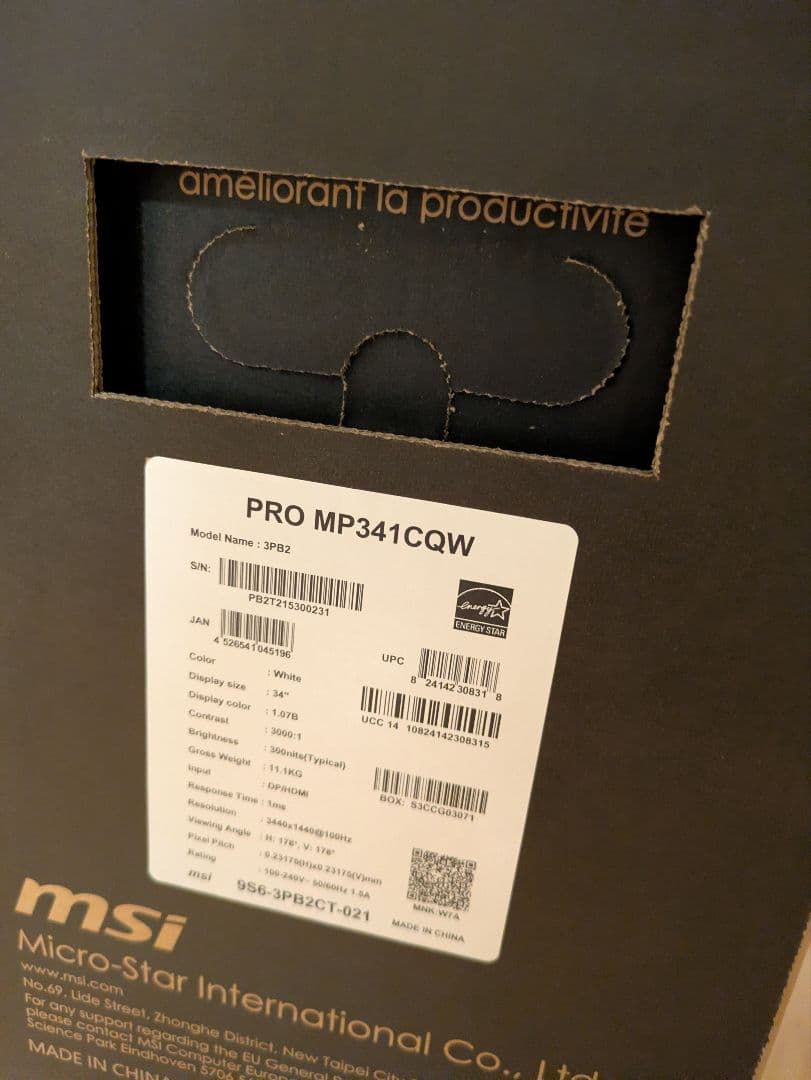 améliorant la productivité
PRO MP341CQW
Model Name : 3PB2
S/N:
PB2T215300231
energy
ENERGY STAR
JAN
4 526541 045196
UPC
8 24142 30831 8
UCC 14 10824142308315
Color : White
Display size : 34"
Display color : 1.07B
Contrast : 3000:1
Brightness : 300nits(Typical)
Gross Weight : 11.1KG
Input : DP/HDMI
Response Time : 1ms
Resolution : 3440x1440@100Hz
Viewing Angle : H: 178°, V: 178°
Pixel Pitch : 0.23175(H)x0.23175(V)mm
Rating : 100-240V~ 50/60Hz 1.5A
BOX: S3CCG03071
MNK:W7A
msi 9S6-3PB2CT-021
MADE IN CHINA
msi
Micro-Star International Co., Ltd
www.msi.com
No.69, Lide Street, Zhonghe District, New Taipei City
For any support regarding the EU General
please contact MSI Computer Europe
Science Park Eindhoven 5706
MADE IN CHINA